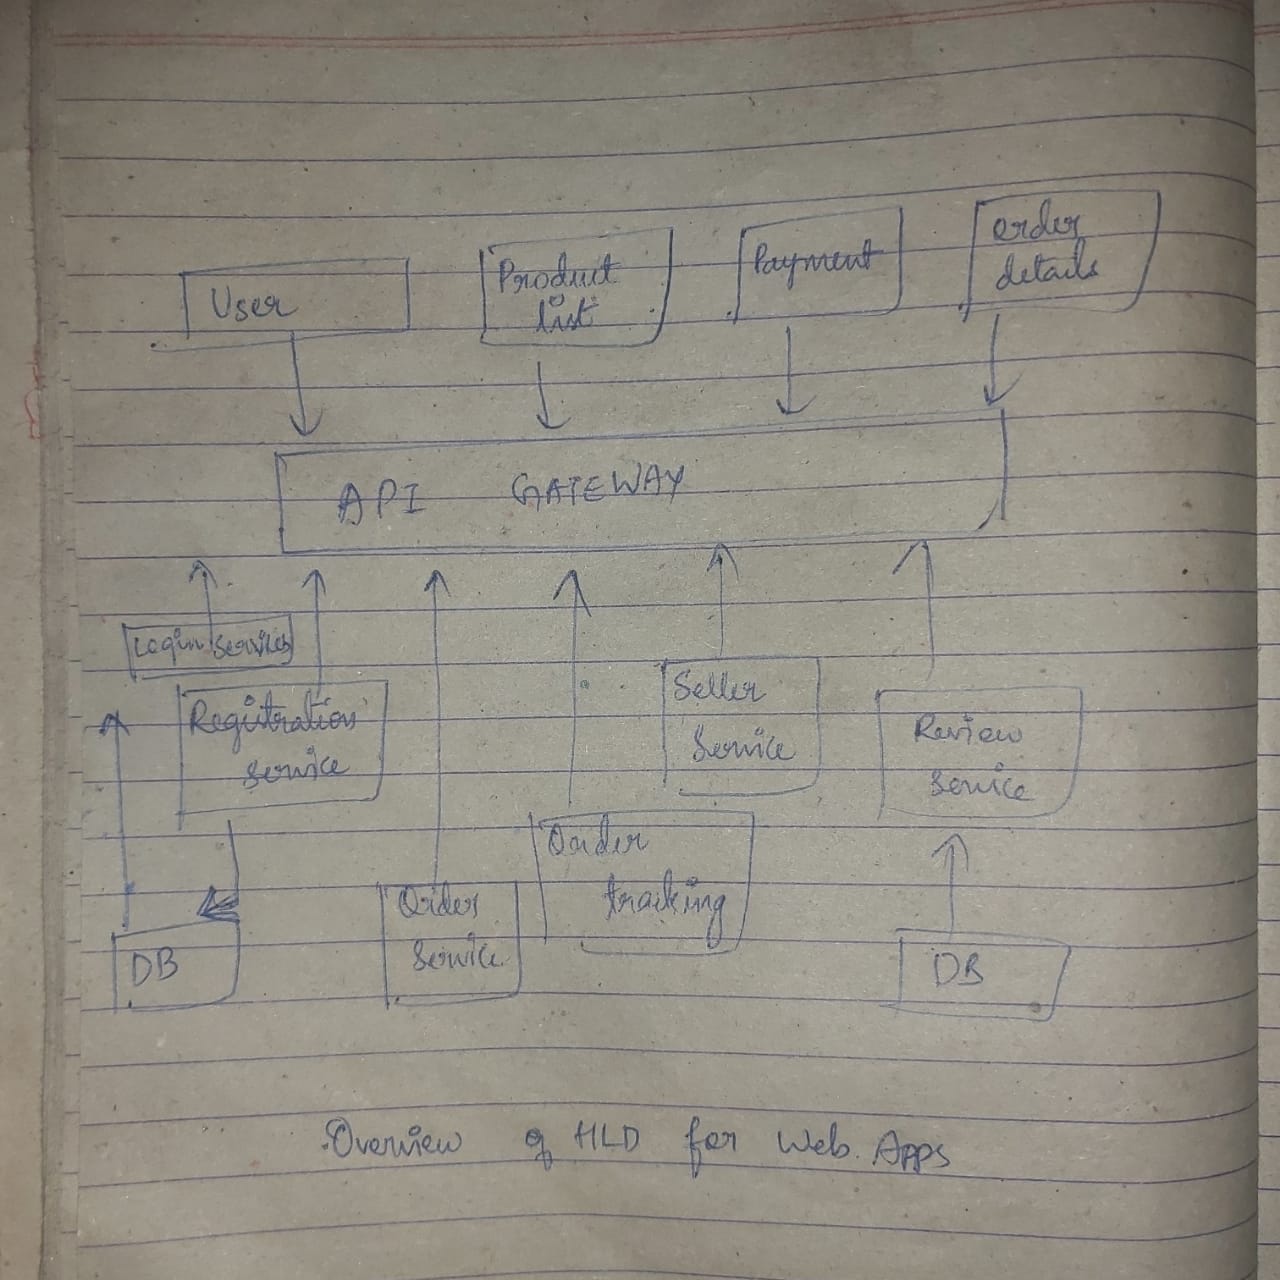 User
Product
list
Payment
order
details
API GATEWAY
Login Services
Registration
service
Seller
Service
Review
Service
Order
tracking
Order
Service
DB
DB
Overview of HLD for Web Apps